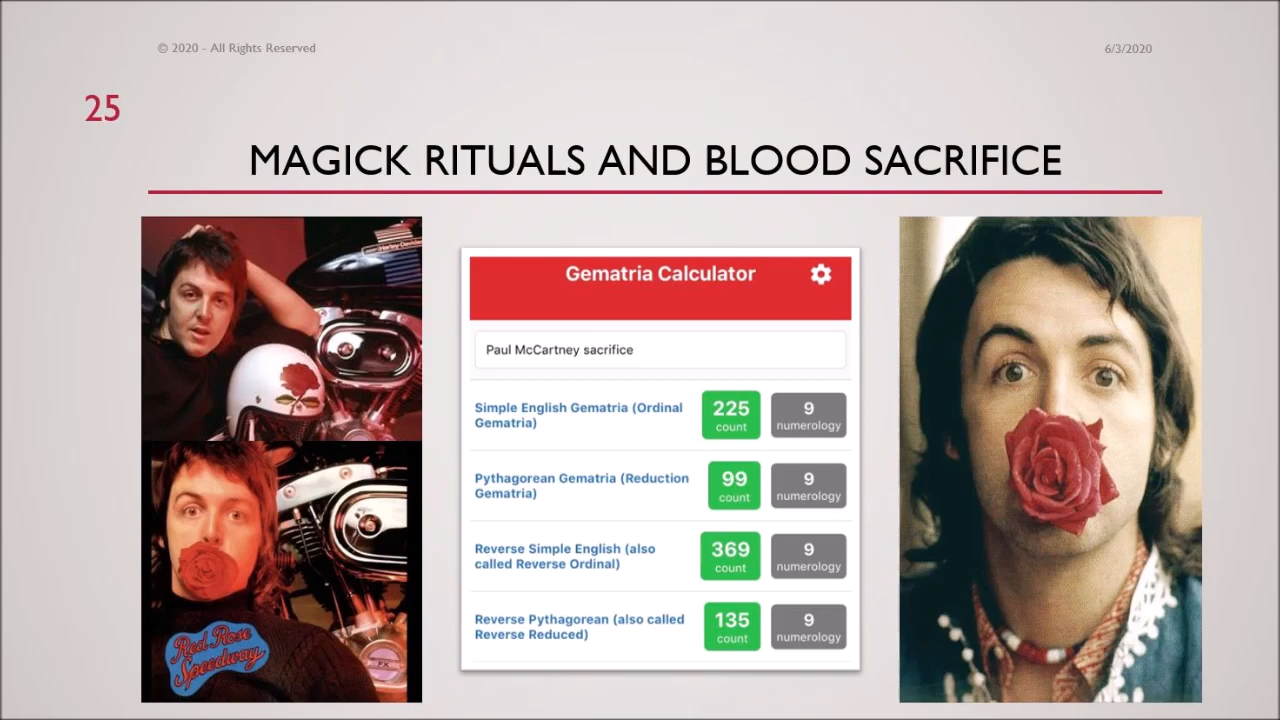 © 2020 - All Rights Reserved
6/3/2020
25
MAGICK RITUALS AND BLOOD SACRIFICE
Harley-Davidson
Red Rose
Speedway
Gematria Calculator
Paul McCartney sacrifice
Simple English Gematria (Ordinal
Gematria)
225
count
9
numerology
Pythagorean Gematria (Reduction
Gematria)
99
count
9
numerology
Reverse Simple English (also
called Reverse Ordinal)
369
count
9
numerology
Reverse Pythagorean (also called
Reverse Reduced)
135
count
9
numerology